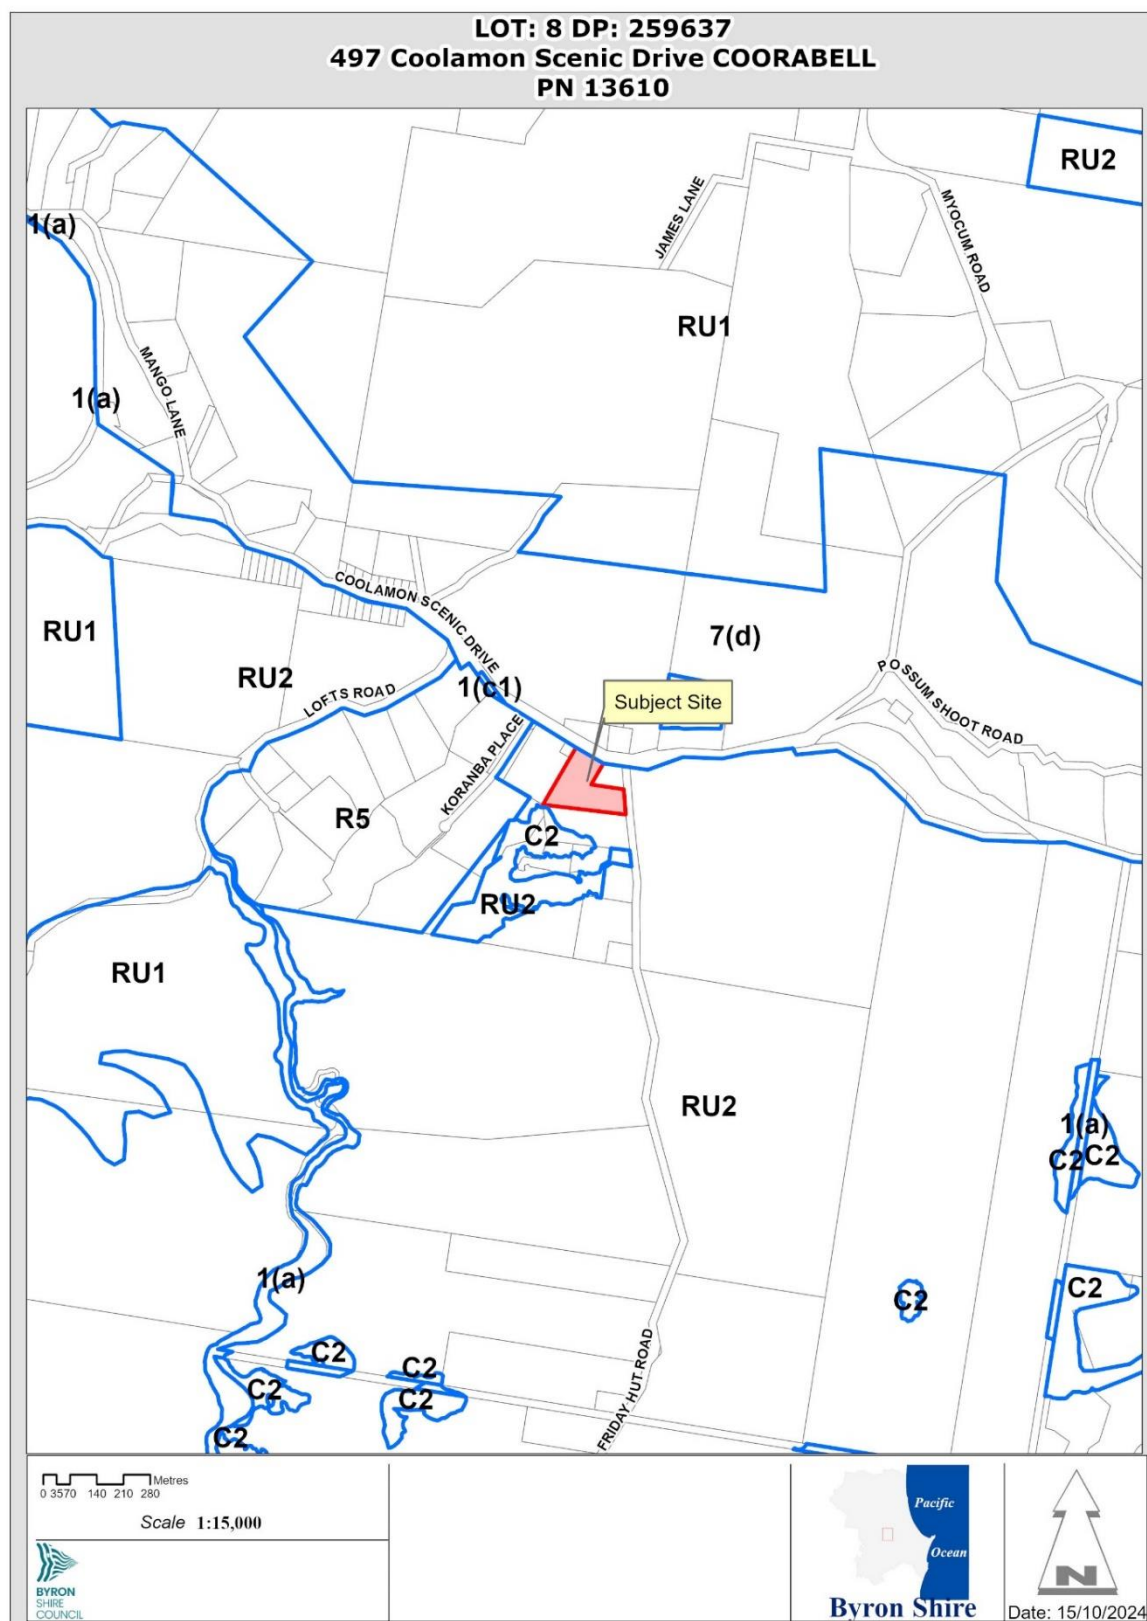 LOT: 8 DP: 259637
497 Coolamon Scenic Drive COORABELL
PN 13610
RU2
1(a)
JAMES LANE
MYOCUM ROAD
RU1
MANGO LANE
1(a)
COOLAMON SCENIC DRIVE
RU1
7(d)
RU2
LOFTS ROAD
1(c1)
Subject Site
POSSUM SHOOT ROAD
KORANBA PLACE
R5
C2
RU2
RU1
RU2
1(a)
C2
C2
1(a)
C2
C2
C2
C2
C2
C2
C2
FRIDAY HUT ROAD
Metres
0 3570 140 210 280
Scale 1:15,000
BYRON
SHIRE
COUNCIL
Pacific
Ocean
Byron Shire
N
Date: 15/10/2024